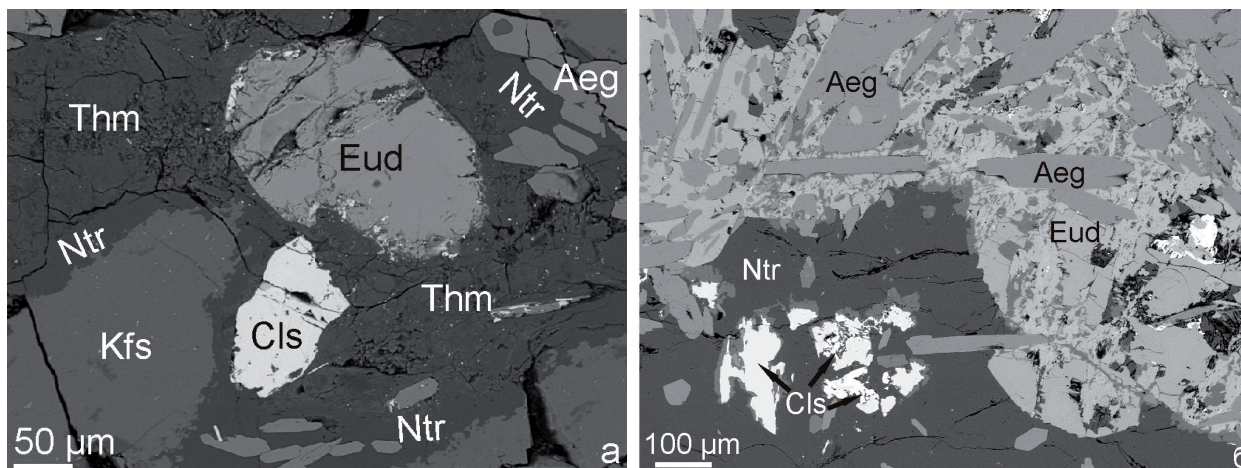 Thm
Eud
Ntr
Aeg
Ntr
Kfs
Cls
Thm
Ntr
50 µm
а
Aeg
Aeg
Eud
Ntr
Cls
100 µm
б